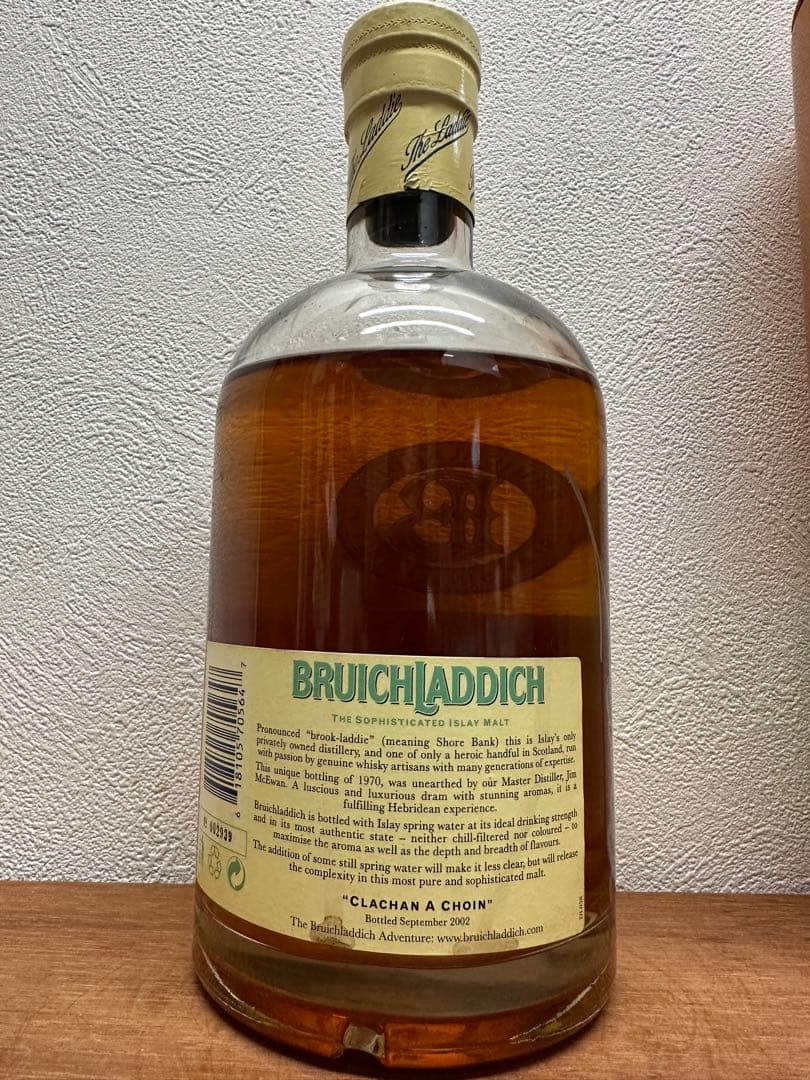 The Laddie
The Laddie
BRUICHLADDICH
THE SOPHISTICATED ISLAY MALT
Pronounced "brook-laddie" (meaning Shore Bank) this is Islay's only
privately owned distillery, and one of only a heroic handful in Scotland, run
with passion by genuine whisky artisans with many generations of expertise.
This unique bottling of 1970, was unearthed by our Master Distiller, Jim
McEwan. A luscious and luxurious dram with stunning aromas, it is a
fulfilling Hebridean experience.
Bruichladdich is bottled with Islay spring water at its ideal drinking strength
and in its most authentic state – neither chill-filtered nor coloured – to
maximise the aroma as well as the depth and breadth of flavours.
The addition of some still spring water will make it less clear, but will release
the complexity in this most pure and sophisticated malt.
"CLACHAN A CHOIN"
Bottled September 2002
The Bruichladdich Adventure: www.bruichladdich.com
6 18105 70564 7
002939